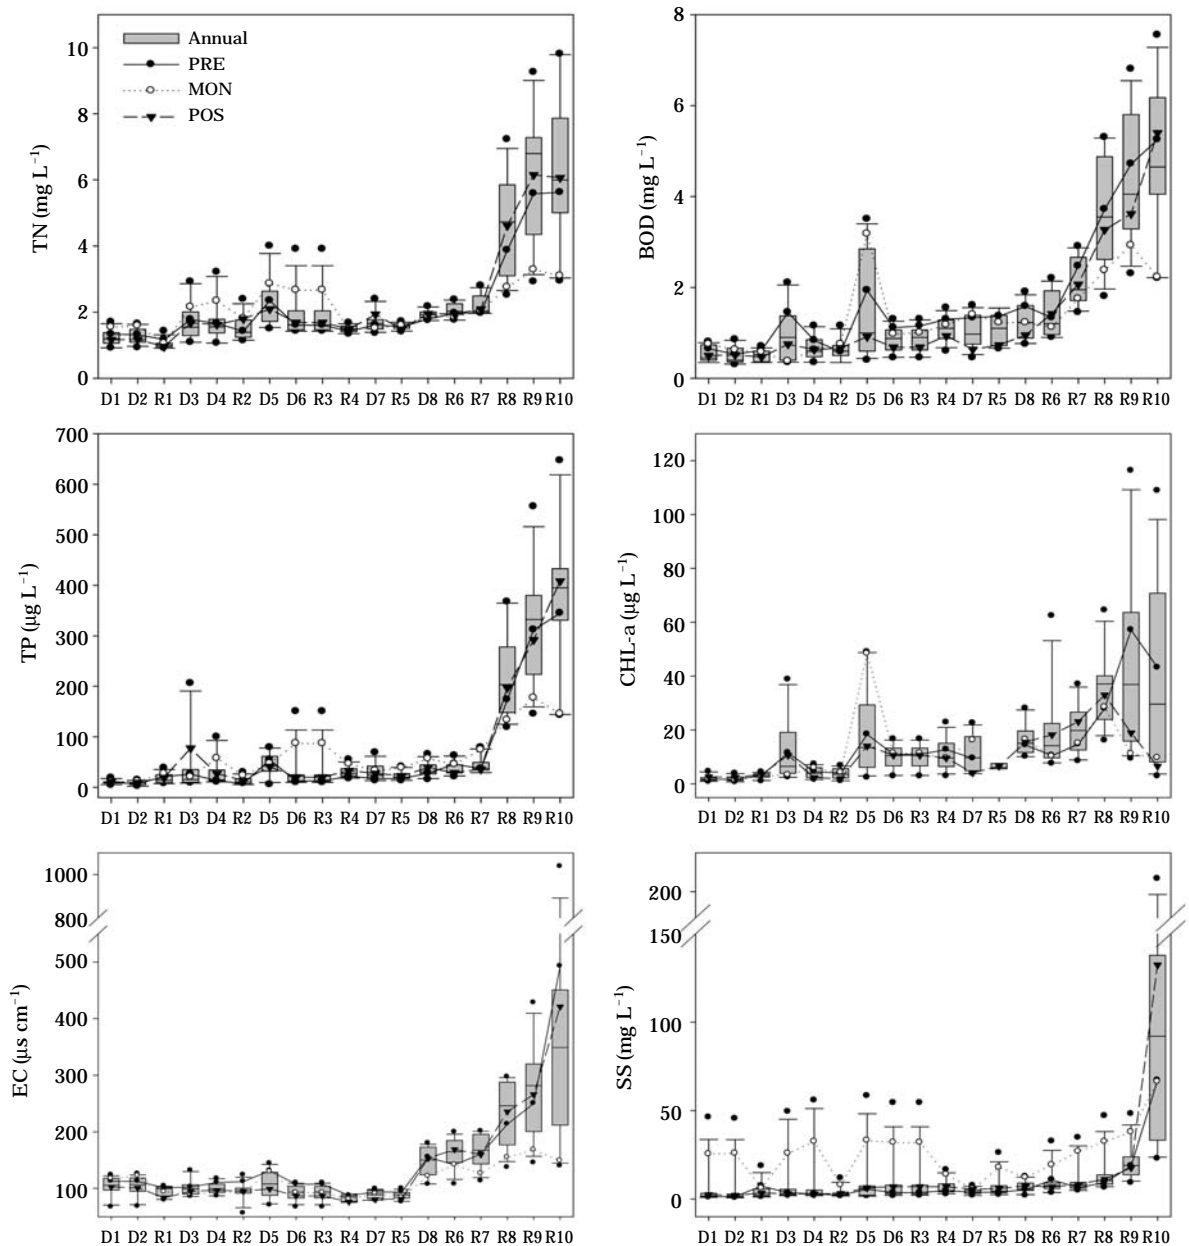 TN (mg L⁻¹)
10
8
6
4
2
0
Annual
PRE
MON
POS
D1 D2 R1 D3 D4 R2 D5 D6 R3 R4 D7 R5 D8 R6 R7 R8 R9 R10
BOD (mg L⁻¹)
8
6
4
2
0
D1 D2 R1 D3 D4 R2 D5 D6 R3 R4 D7 R5 D8 R6 R7 R8 R9 R10
TP (µg L⁻¹)
700
600
500
400
300
200
100
0
D1 D2 R1 D3 D4 R2 D5 D6 R3 R4 D7 R5 D8 R6 R7 R8 R9 R10
CHL-a (µg L⁻¹)
120
100
80
60
40
20
0
D1 D2 R1 D3 D4 R2 D5 D6 R3 R4 D7 R5 D8 R6 R7 R8 R9 R10
EC (µs cm⁻¹)
1000
800
500
400
300
200
100
D1 D2 R1 D3 D4 R2 D5 D6 R3 R4 D7 R5 D8 R6 R7 R8 R9 R10
SS (mg L⁻¹)
200
150
100
50
0
D1 D2 R1 D3 D4 R2 D5 D6 R3 R4 D7 R5 D8 R6 R7 R8 R9 R10